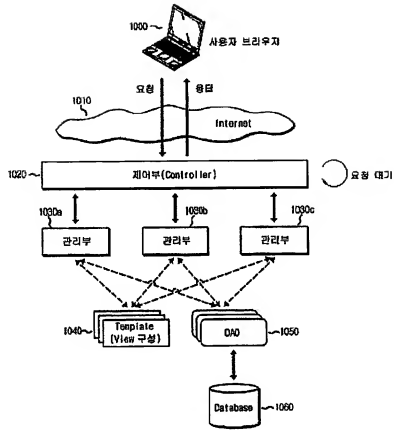 1000
사용자 브라우저
요청
응답
1010
Internet
1020
제어부(Controller)
요청 대기
1030a
1030b
1030c
관리부
관리부
관리부
1040
Template
(View 구성)
DAO
1050
Database
1060